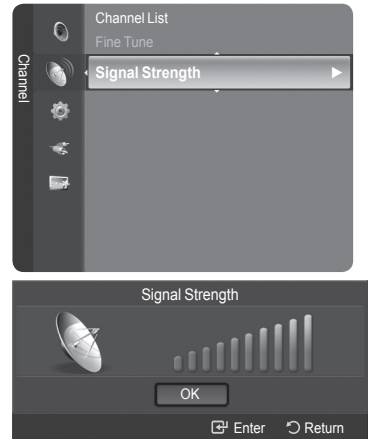 Channel
Channel List
Fine Tune
Signal Strength
Signal Strength
OK
Enter Return